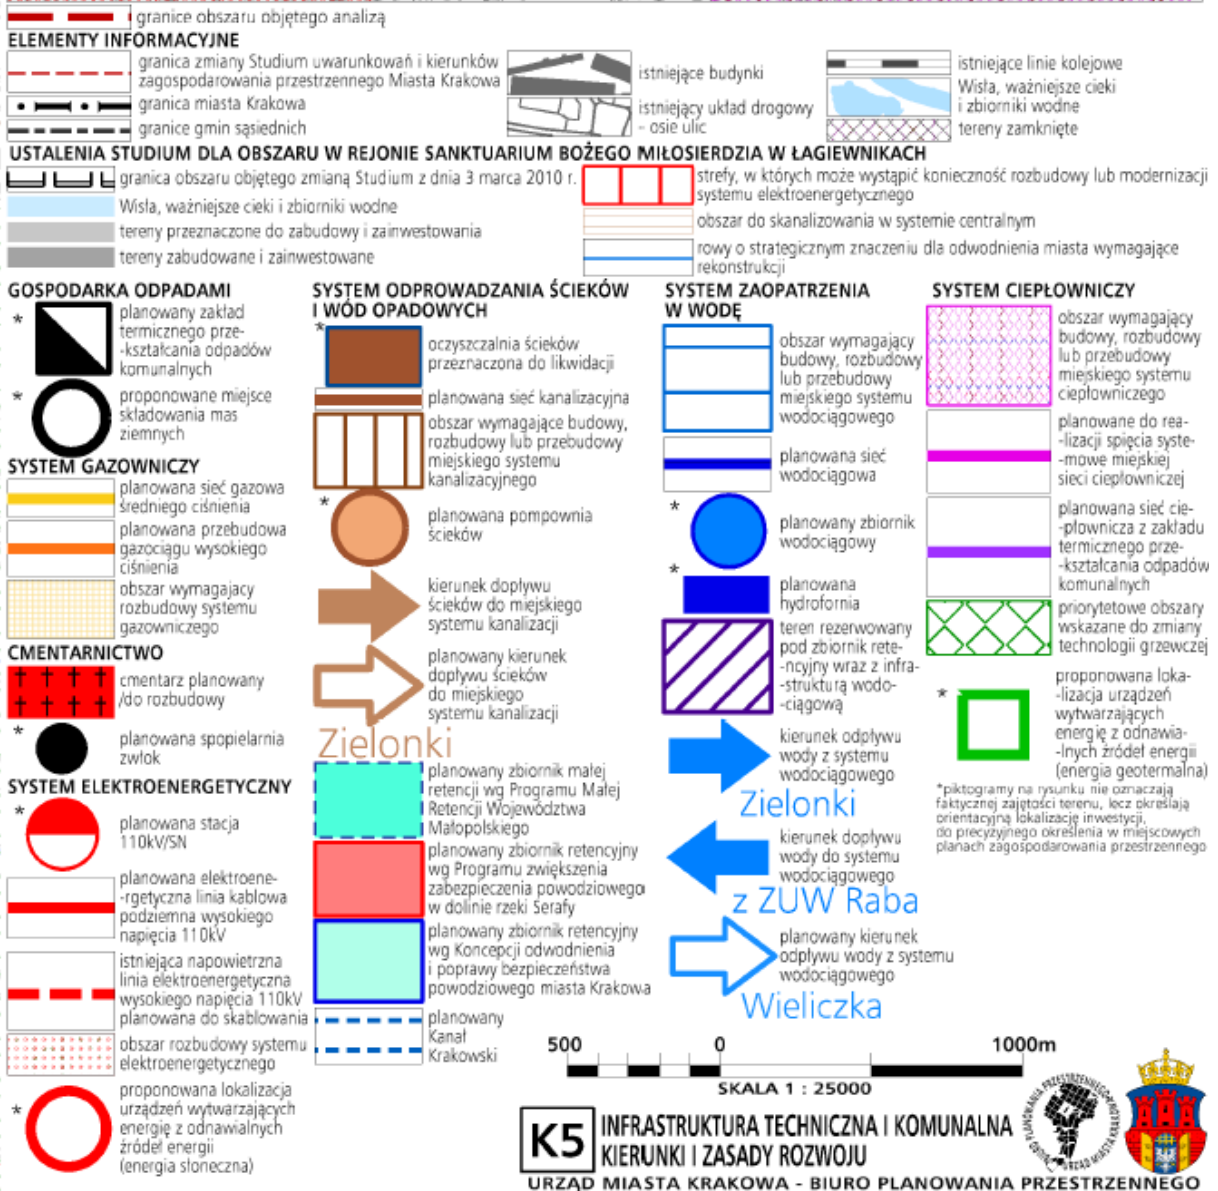 granice obszaru objętego analizą
ELEMENTY INFORMACYJNE
granica zmiany Studium uwarunkowań i kierunków
zagospodarowania przestrzennego Miasta Krakowa
granica miasta Krakowa
granice gmin sąsiednich
istniejące budynki
istniejący układ drogowy
- osie ulic
istniejące linie kolejowe
Wisła, ważniejsze cieki
i zbiorniki wodne
tereny zamknięte
USTALENIA STUDIUM DLA OBSZARU W REJONIE SANKTUARIUM BOŻEGO MIŁOSIERDZIA W ŁAGIEWNIKACH
granica obszaru objętego zmianą Studium z dnia 3 marca 2010 r.
Wisła, ważniejsze cieki i zbiorniki wodne
tereny przeznaczone do zabudowy i zainwestowania
tereny zabudowane i zainwestowane
strefy, w których może wystąpić konieczność rozbudowy lub modernizacji
systemu elektroenergetycznego
obszar do skanalizowania w systemie centralnym
rowy o strategicznym znaczeniu dla odwodnienia miasta wymagające
rekonstrukcji
GOSPODARKA ODPADAMI
*
planowany zakład
termicznego prze-
-kształcania odpadów
komunalnych
*
proponowane miejsce
składowania mas
ziemnych
SYSTEM GAZOWNICZY
planowana sieć gazowa
średniego ciśnienia
planowana przebudowa
gazociągu wysokiego
ciśnienia
obszar wymagajacy
rozbudowy systemu
gazowniczego
CMENTARNICTWO
cmentarz planowany
/do rozbudowy
*
planowana spopielarnia
zwłok
SYSTEM ELEKTROENERGETYCZNY
*
planowana stacja
110kV/SN
planowana elektroene-
-rgetyczna linia kablowa
podziemna wysokiego
napięcia 110kV
istniejąca napowietrzna
linia elektroenergetyczna
wysokiego napięcia 110kV
planowana do skablowania
obszar rozbudowy systemu
elektroenergetycznego
*
proponowana lokalizacja
urządzeń wytwarzających
energię z odnawialnych
źródeł energii
(energia słoneczna)
SYSTEM ODPROWADZANIA ŚCIEKÓW
I WÓD OPADOWYCH
*
oczyszczalnia ścieków
przeznaczona do likwidacji
planowana sieć kanalizacyjna
obszar wymagające budowy,
rozbudowy lub przebudowy
miejskiego systemu
kanalizacyjnego
*
planowana pompownia
ścieków
kierunek dopływu
ścieków do miejskiego
systemu kanalizacji
planowany kierunek
dopływu ścieków
do miejskiego
systemu kanalizacji
Zielonki
planowany zbiornik małej
retencji wg Programu Małej
Retencji Województwa
Małopolskiego
planowany zbiornik retencyjny
wg Programu zwiększenia
zabezpieczenia powodziowego
w dolinie rzeki Serafy
planowany zbiornik retencyjny
wg Koncepcji odwodnienia
i poprawy bezpieczeństwa
powodziowego miasta Krakowa
planowany
Kanał
Krakowski
SYSTEM ZAOPATRZENIA
W WODĘ
obszar wymagający
budowy, rozbudowy
lub przebudowy
miejskiego systemu
wodociągowego
planowana sieć
wodociągowa
*
planowany zbiornik
wodociągowy
*
planowana
hydrofornia
teren rezerwowany
pod zbiornik rete-
-ncyjny wraz z infra-
-strukturą wodo-
-ciągową
kierunek odpływu
wody z systemu
wodociągowego
Zielonki
kierunek dopływu
wody do systemu
wodociągowego
z ZUW Raba
planowany kierunek
odpływu wody z systemu
wodociągowego
Wieliczka
SYSTEM CIEPŁOWNICZY
obszar wymagający
budowy, rozbudowy
lub przebudowy
miejskiego systemu
ciepłowniczego
planowane do rea-
-lizacji spięcia syste-
-mowe miejskiej
sieci ciepłowniczej
planowana sieć cie-
-płownicza z zakładu
termicznego prze-
-kształcania odpadów
komunalnych
priorytetowe obszary
wskazane do zmiany
technologii grzewczej
*
proponowana loka-
-lizacja urządzeń
wytwarzających
energię z odnawia-
-lnych źródeł energii
(energia geotermalna)
*piktogramy na rysunku nie oznaczają
faktycznej zajętości terenu, lecz określają
orientacyjną lokalizację inwestycji,
do precyzyjnego określenia w miejscowych
planach zagospodarowania przestrzennego
500 0 1000m
SKALA 1 : 25000
K5
INFRASTRUKTURA TECHNICZNA I KOMUNALNA
KIERUNKI I ZASADY ROZWOJU
URZĄD MIASTA KRAKOWA - BIURO PLANOWANIA PRZESTRZENNEGO